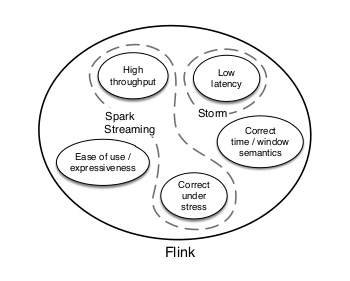 High
throughput
Low
latency
Spark
Streaming
Storm
Correct
time / window
semantics
Ease of use /
expressiveness
Correct
under
stress
Flink